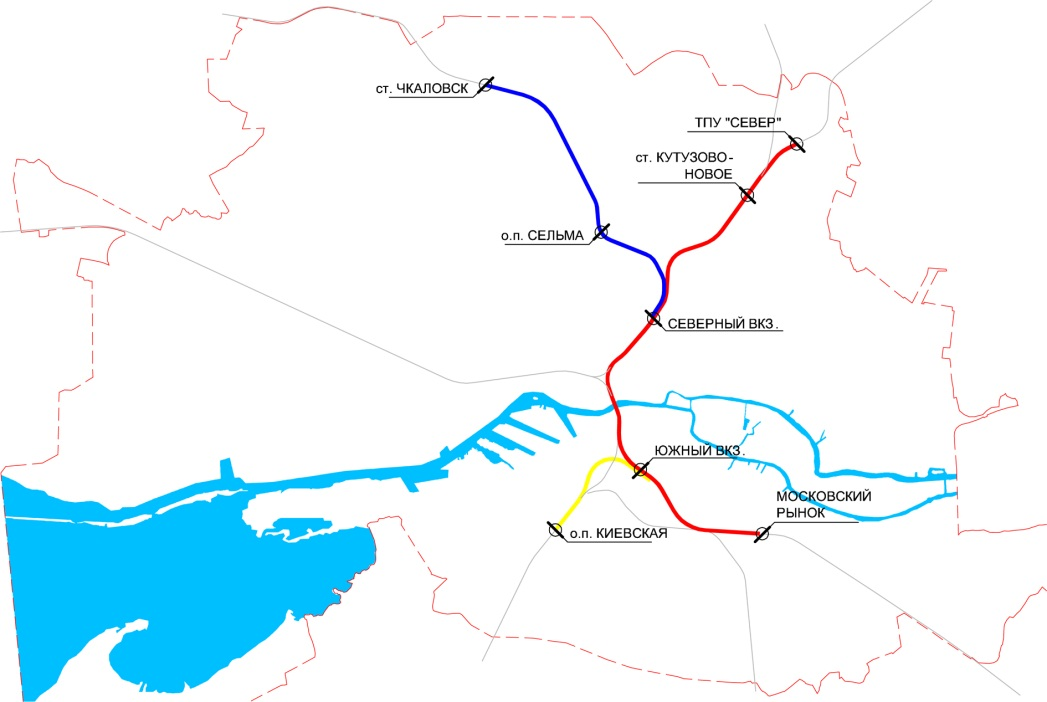 ст. ЧКАЛОВСК
ТПУ "СЕВЕР"
ст. КУТУЗОВО-
НОВОЕ
о.п. СЕЛЬМА
СЕВЕРНЫЙ ВКЗ.
ЮЖНЫЙ ВКЗ.
МОСКОВСКИЙ
РЫНОК
о.п. КИЕВСКАЯ